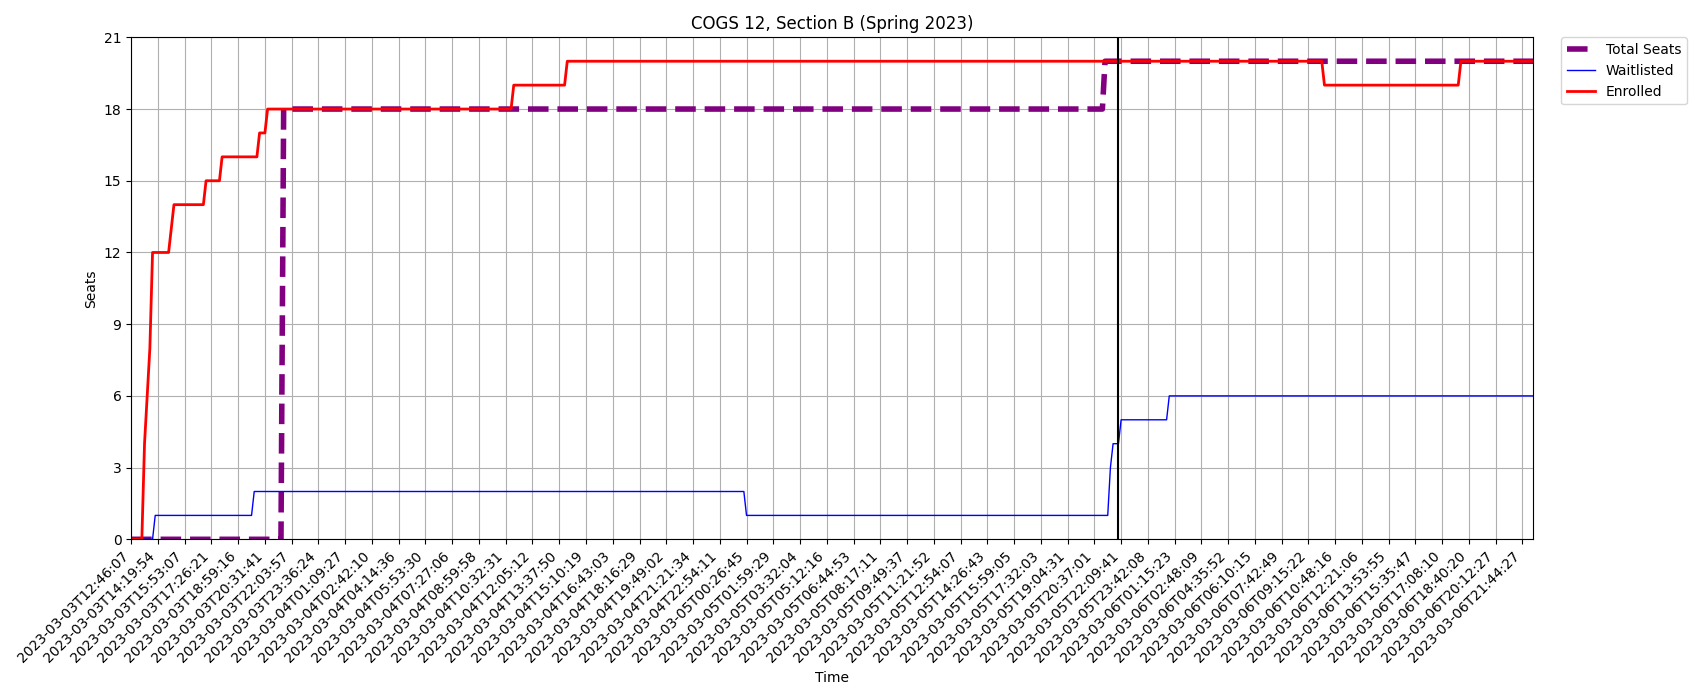 COGS 12, Section B (Spring 2023)
Total Seats
Waitlisted
Enrolled
21
18
15
12
9
6
3
0
Seats
2023-03-03T12:46:07
2023-03-03T14:19:54
2023-03-03T15:53:07
2023-03-03T17:26:21
2023-03-03T18:59:16
2023-03-03T20:31:41
2023-03-03T22:03:57
2023-03-03T23:36:24
2023-03-04T01:09:27
2023-03-04T02:42:10
2023-03-04T04:14:36
2023-03-04T05:53:30
2023-03-04T07:27:06
2023-03-04T08:59:58
2023-03-04T10:32:31
2023-03-04T12:05:12
2023-03-04T13:37:50
2023-03-04T15:10:19
2023-03-04T16:43:03
2023-03-04T18:16:29
2023-03-04T19:49:02
2023-03-04T21:21:34
2023-03-04T22:54:11
2023-03-05T00:26:45
2023-03-05T01:59:29
2023-03-05T03:32:04
2023-03-05T05:12:16
2023-03-05T06:44:53
2023-03-05T08:17:11
2023-03-05T09:49:37
2023-03-05T11:21:52
2023-03-05T12:54:07
2023-03-05T14:26:43
2023-03-05T15:59:05
2023-03-05T17:32:03
2023-03-05T19:04:31
2023-03-05T20:37:01
2023-03-05T22:09:41
2023-03-05T23:42:08
2023-03-06T01:15:23
2023-03-06T02:48:09
2023-03-06T04:35:52
2023-03-06T06:10:15
2023-03-06T07:42:49
2023-03-06T09:15:22
2023-03-06T10:48:16
2023-03-06T12:21:06
2023-03-06T13:53:55
2023-03-06T15:35:47
2023-03-06T17:08:10
2023-03-06T18:40:20
2023-03-06T20:12:27
2023-03-06T21:44:27
Time